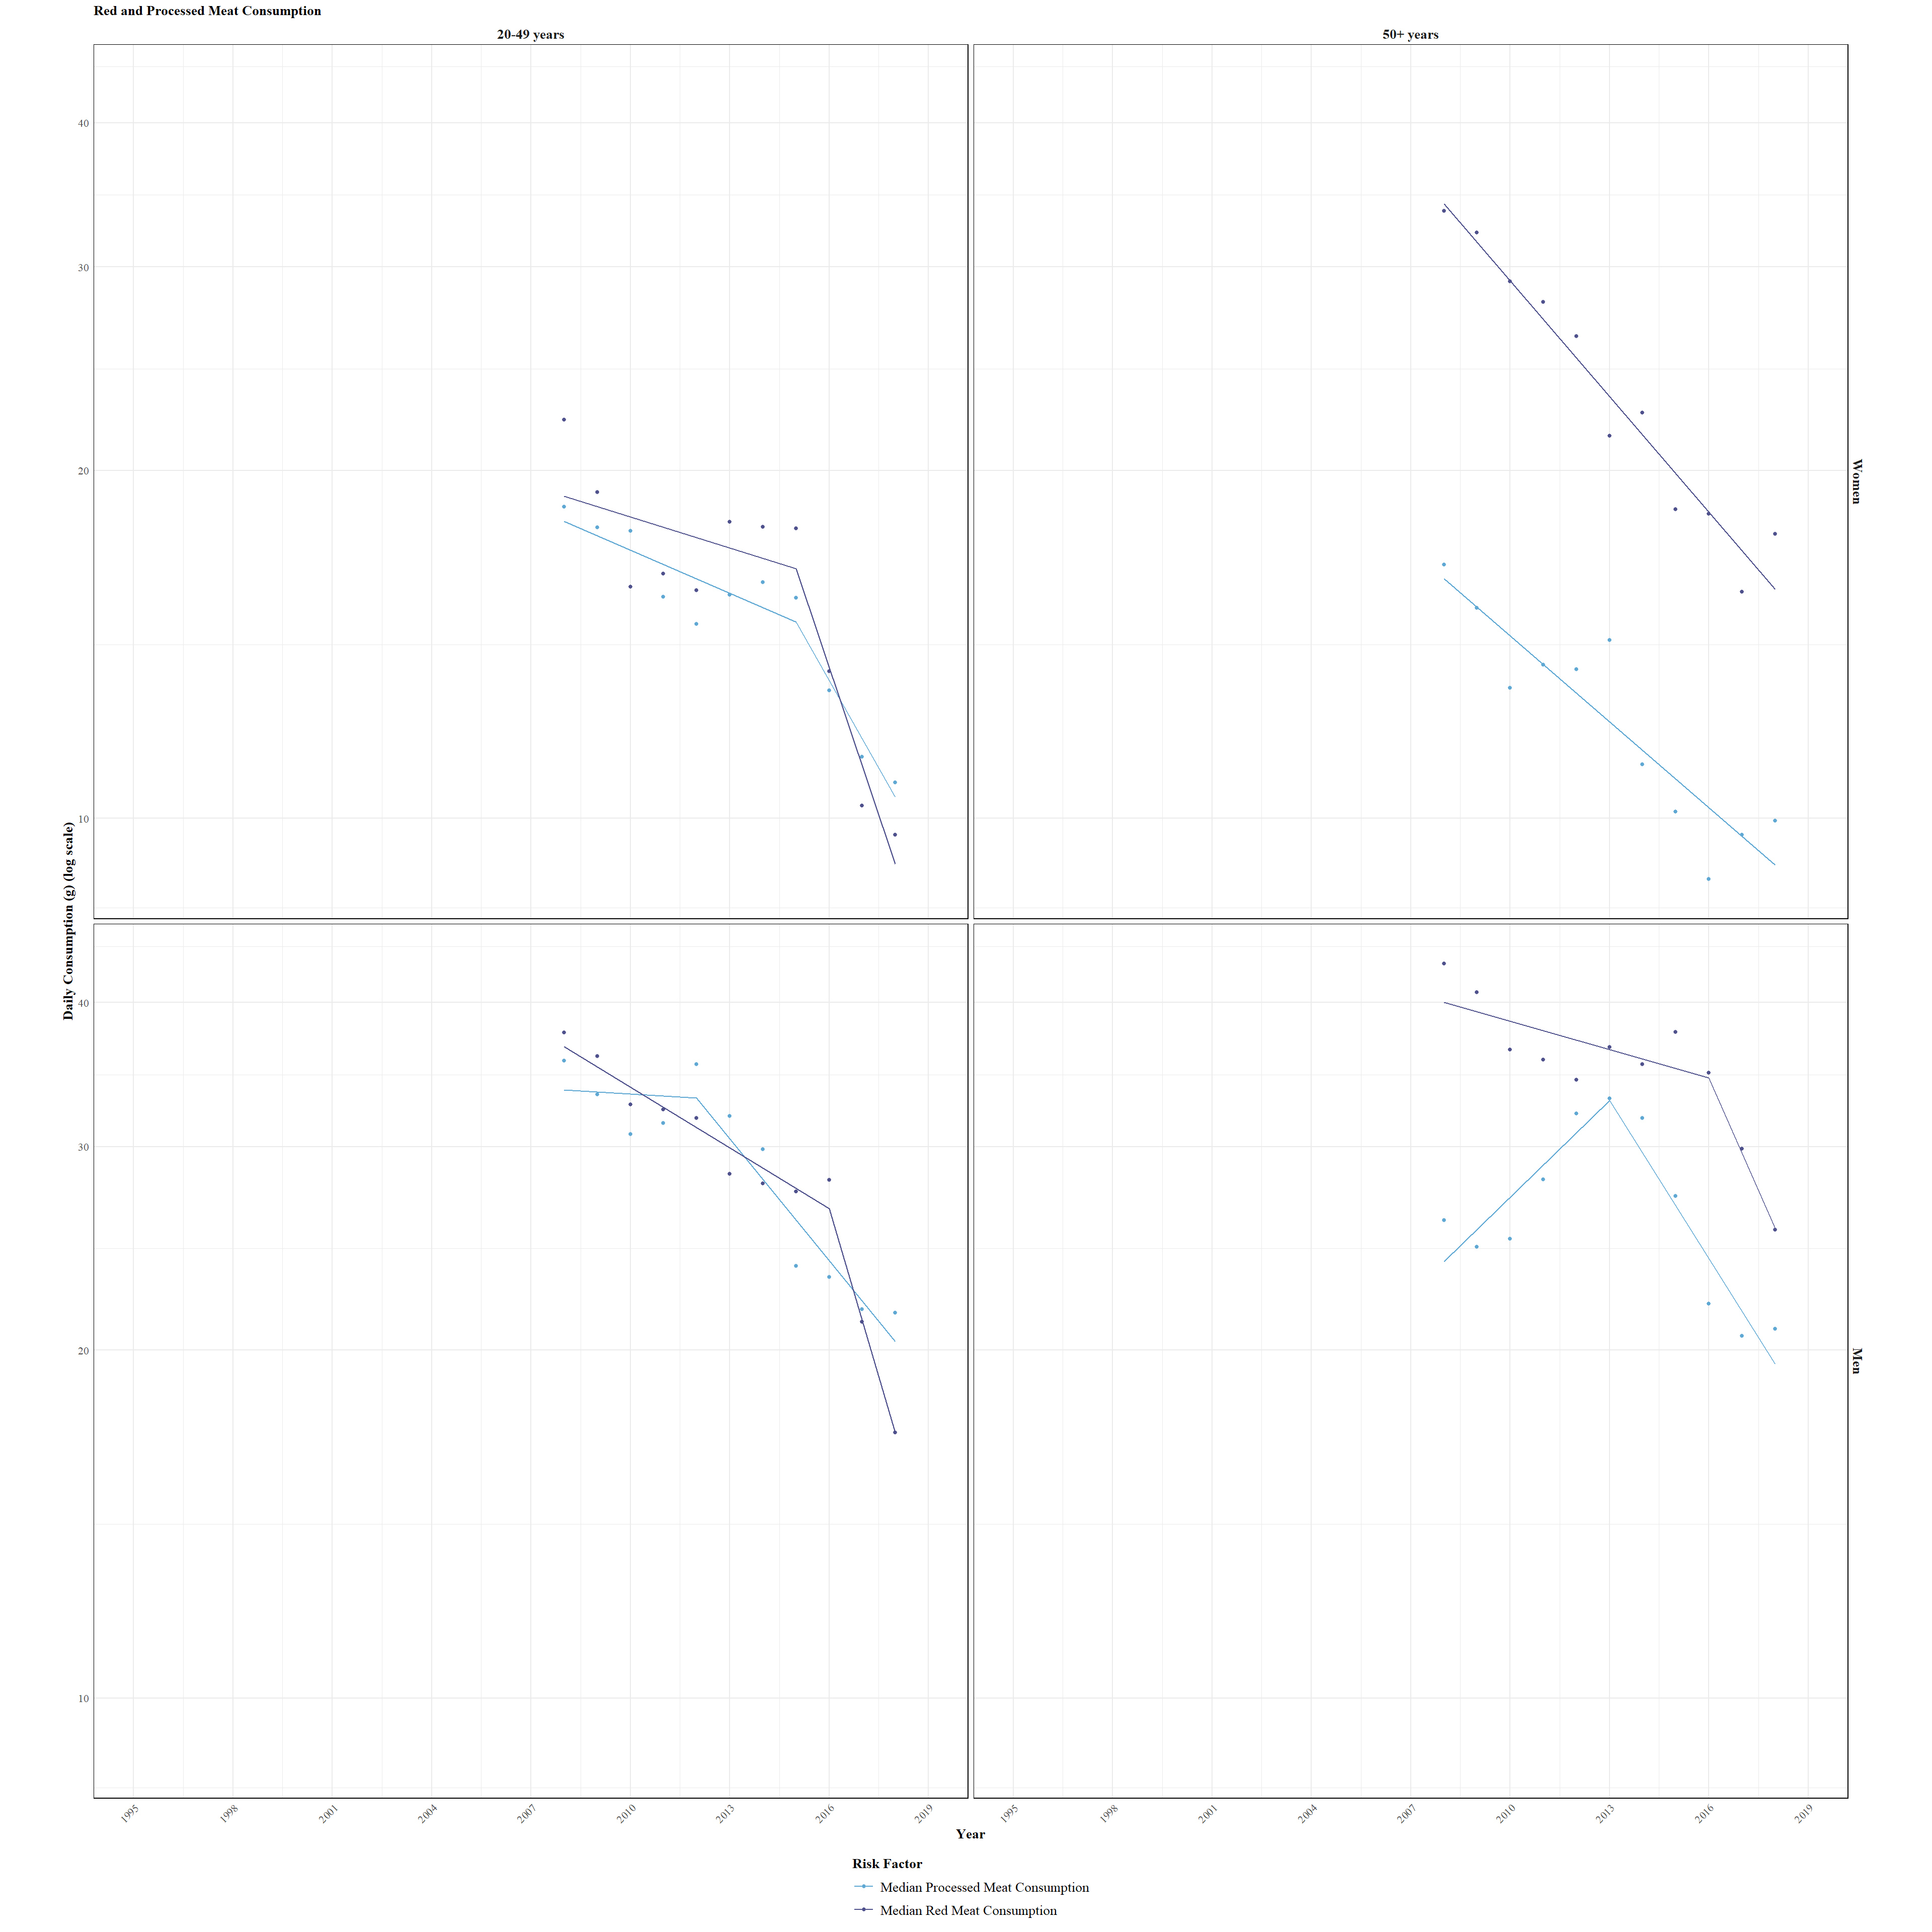 Red and Processed Meat Consumption
20-49 years
50+ years
40
30
20
10
Women
Daily Consumption (g) (log scale)
40
30
20
10
Men
1995
1998
2001
2004
2007
2010
2013
2016
2019
1995
1998
2001
2004
2007
2010
2013
2016
2019
Year
Risk Factor
Median Processed Meat Consumption
Median Red Meat Consumption